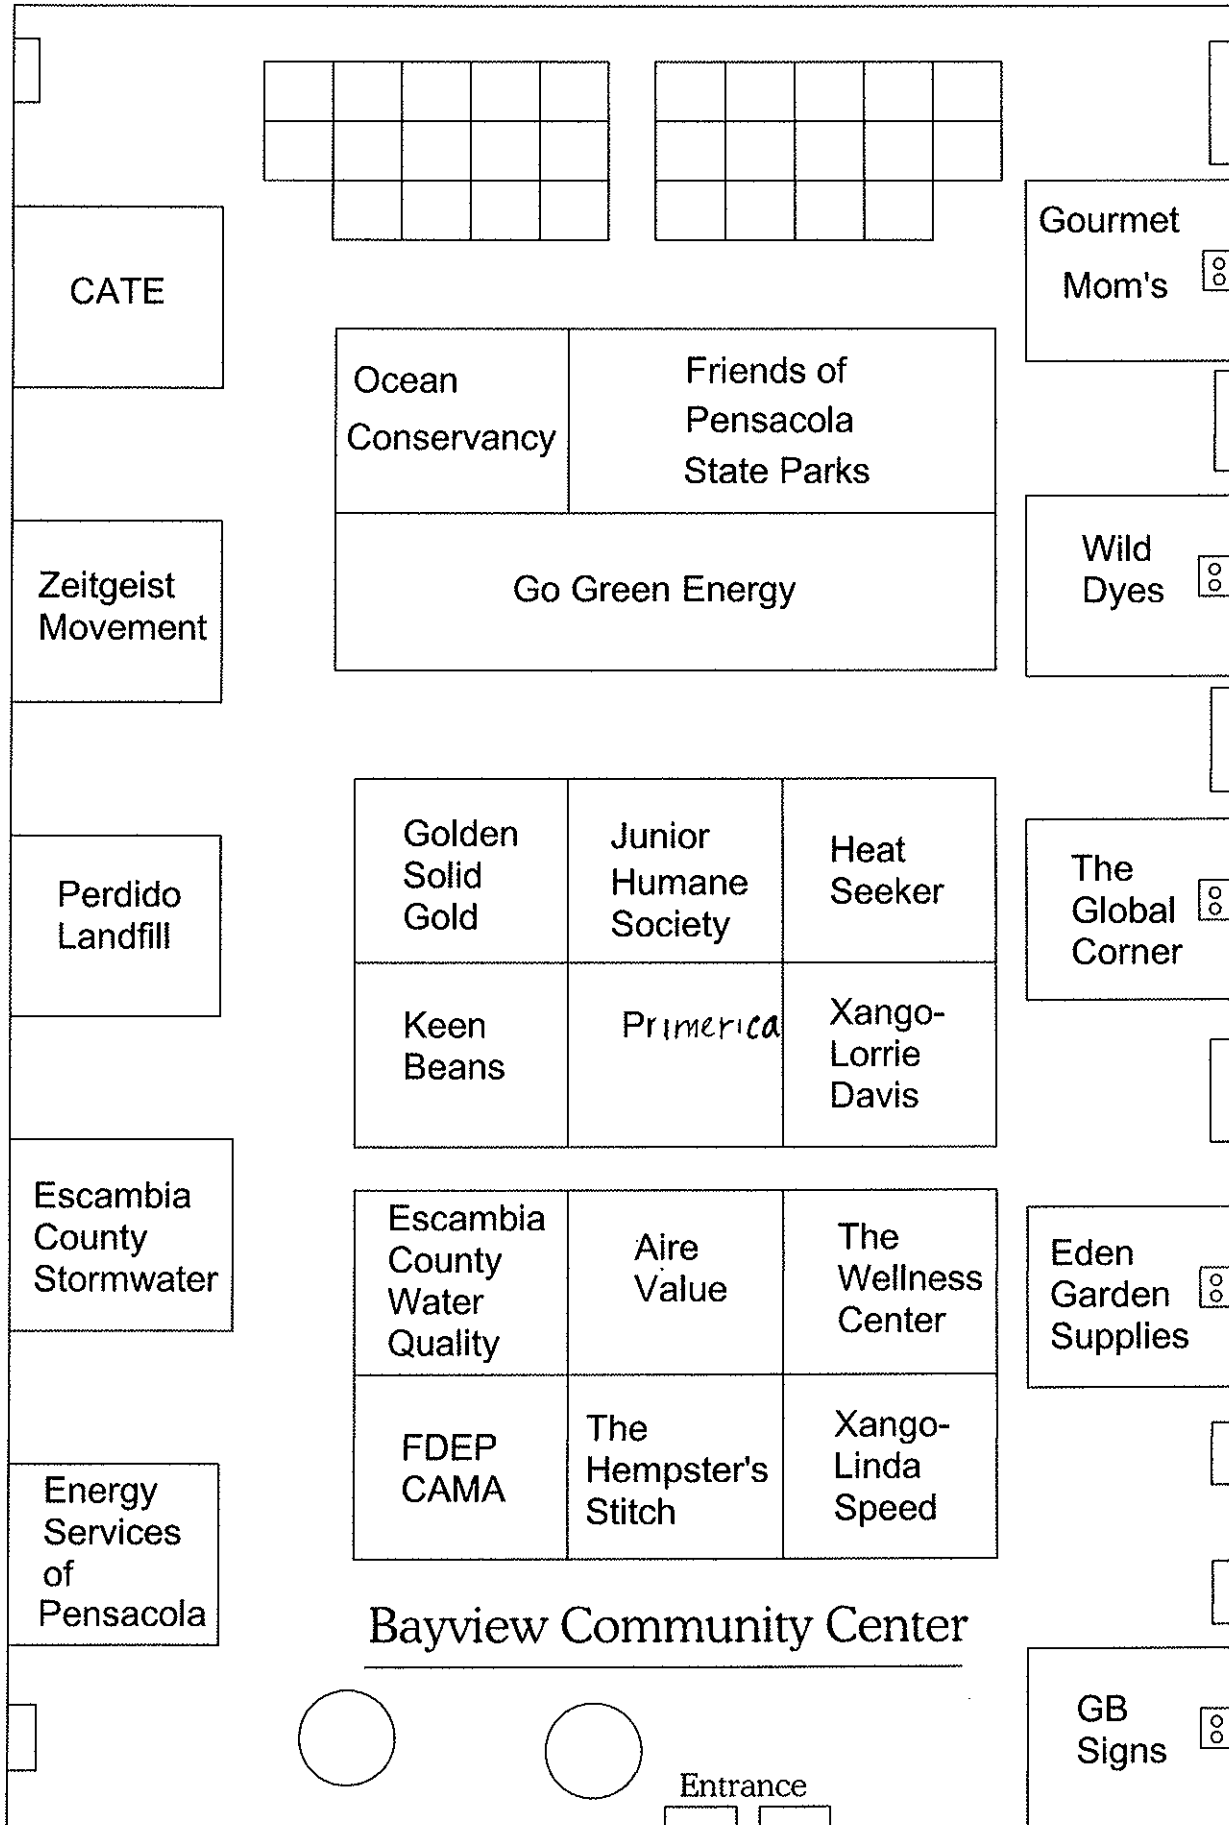 Gourmet
Mom's
CATE
Ocean
Conservancy
Friends of
Pensacola
State Parks
Zeitgeist
Movement
Go Green Energy
Wild
Dyes
Perdido
Landfill
Golden
Solid
Gold
Junior
Humane
Society
Heat
Seeker
The
Global
Corner
Keen
Beans
Primerica
Xango-
Lorrie
Davis
Escambia
County
Stormwater
Escambia
County
Water
Quality
Aire
Value
The
Wellness
Center
Eden
Garden
Supplies
Energy
Services
of
Pensacola
FDEP
CAMA
The
Hempster's
Stitch
Xango-
Linda
Speed
Bayview Community Center
GB
Signs
Entrance